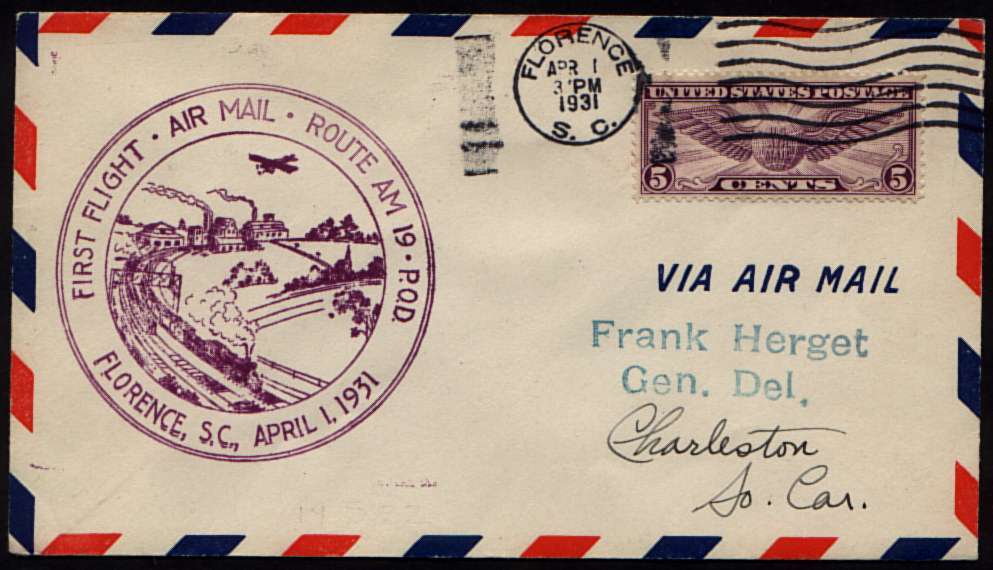 FIRST FLIGHT · AIR MAIL · ROUTE AM 19 · P.O.D.
FLORENCE, S.C., APRIL 1, 1931
FLORENCE
APR 1
3 PM
1931
S. C.
UNITED STATES POSTAGE
5 CENTS 5
VIA AIR MAIL
Frank Herget
Gen. Del.
Charleston
So. Car.